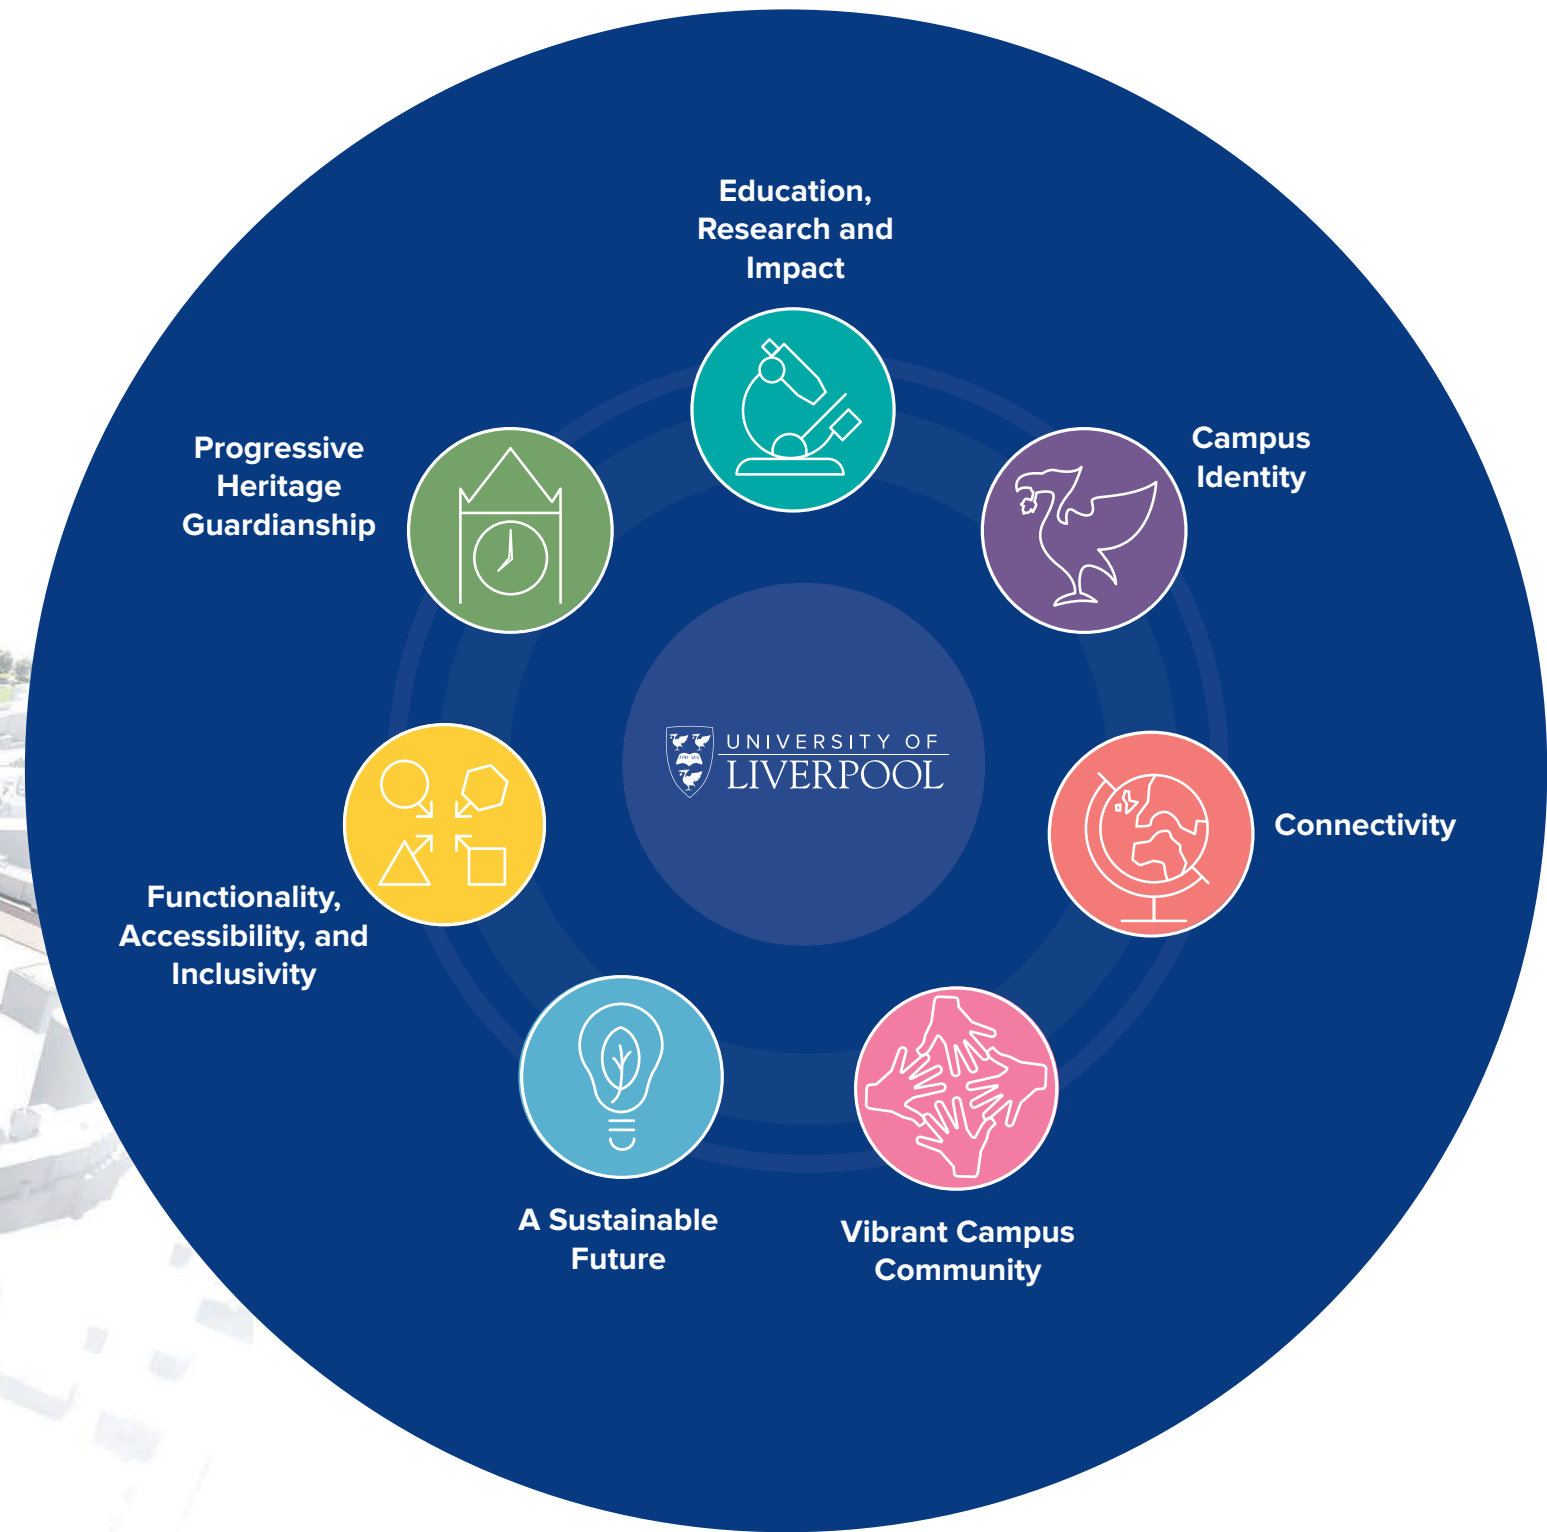 Education,
Research and
Impact
Campus
Identity
Connectivity
Vibrant Campus
Community
A Sustainable
Future
Functionality,
Accessibility, and
Inclusivity
Progressive
Heritage
Guardianship
UNIVERSITY OF
LIVERPOOL